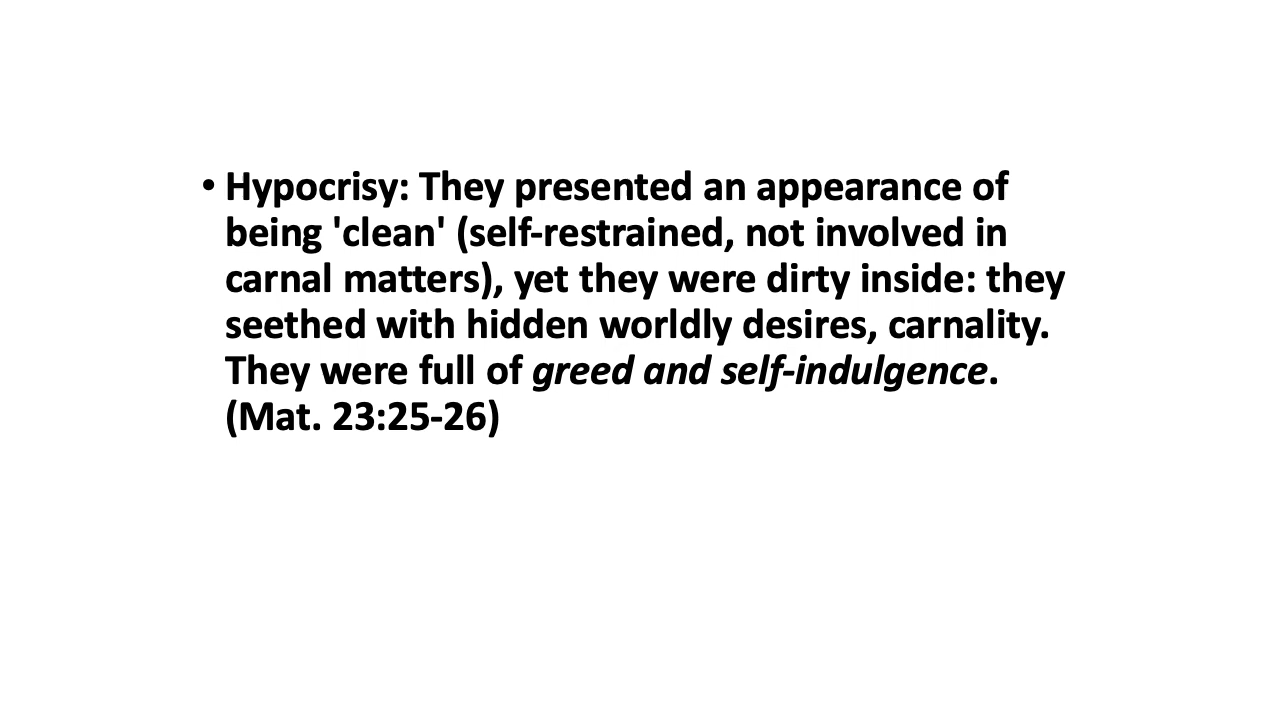 • Hypocrisy: They presented an appearance of
being 'clean' (self-restrained, not involved in
carnal matters), yet they were dirty inside: they
seethed with hidden worldly desires, carnality.
They were full of greed and self-indulgence.
(Mat. 23:25-26)